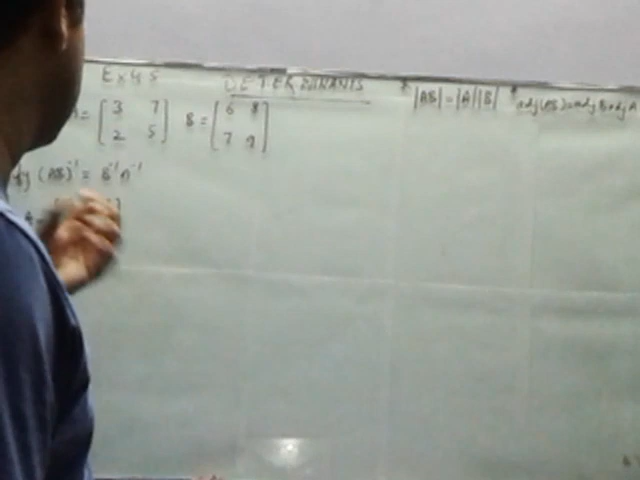 Ex 4.5
DETERMINANTS
|AB| = |A||B|
adj(AB) = adj B adj A
A = [3 7
2 5] B = [6 8
7 9]
(AB)⁻¹ = B⁻¹A⁻¹